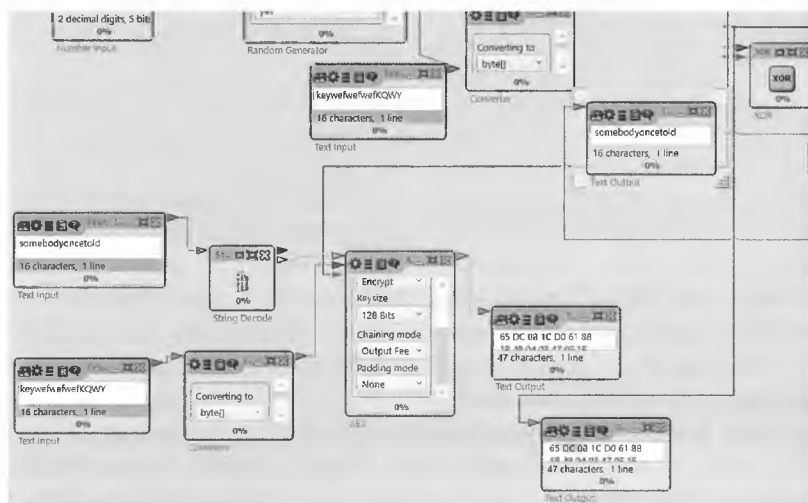 2 decimal digits, 5 bit
0%
Number Input
0%
Random Generator
Converting to
byte[]
0%
Converter
XOR
XOR
0%
XOR
keywefwefwefKQWY
16 characters, 1 line
0%
Text Input
somebodyoncetold
16 characters, 1 line
0%
Text Output
somebodyoncetold
16 characters, 1 line
0%
Text Input
St...
0%
String Decode
Encrypt
Keysize
128 Bits
Chaining mode
Output Fee
Padding mode
None
0%
AES
65 DC 08 1C D0 61 88
47 characters, 1 line
0%
Text Output
keywefwefwefKQWY
16 characters, 1 line
0%
Text Input
Converting to
byte[]
0%
Converter
65 DC 08 1C D0 61 88
47 characters, 1 line
0%
Text Output